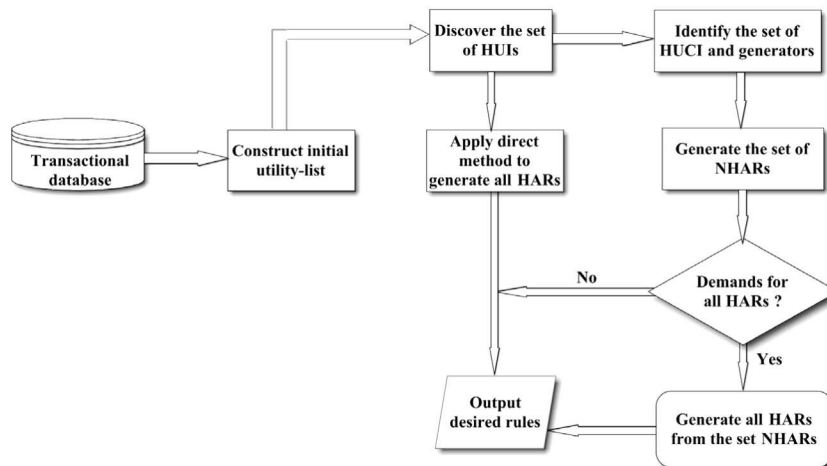 Discover the set
of HUIs
Identify the set of
HUCI and generators
Transactional
database
Construct initial
utility-list
Apply direct
method to
generate all HARs
Generate the set of
NHARs
No
Demands for
all HARs ?
Yes
Output
desired rules
Generate all HARs
from the set NHARs